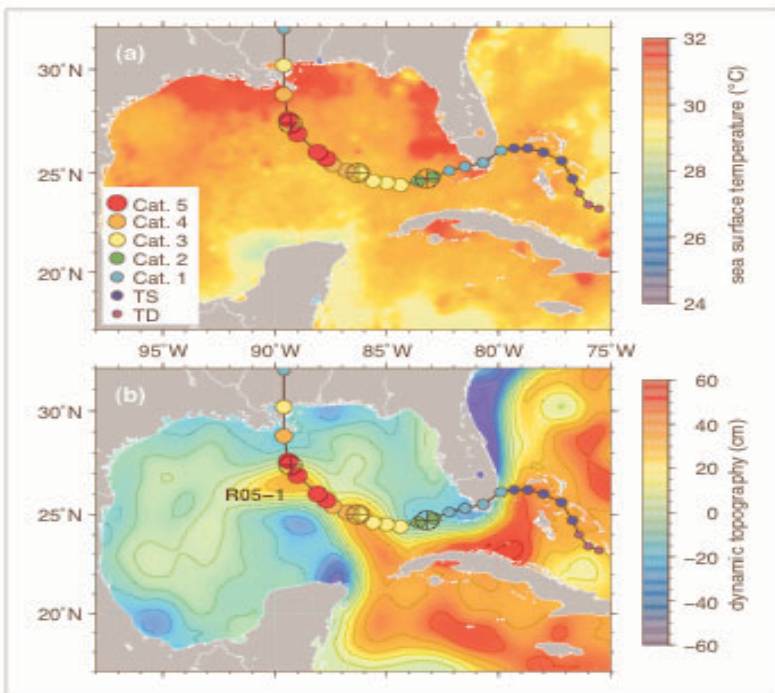 (a)
30°N
25°N
20°N
Cat. 5
Cat. 4
Cat. 3
Cat. 2
Cat. 1
TS
TD
32
30
28
26
24
sea surface temperature (°C)
95°W
90°W
85°W
80°W
75°W
(b)
30°N
25°N
20°N
R05-1
60
40
20
0
-20
-40
-60
dynamic topography (cm)